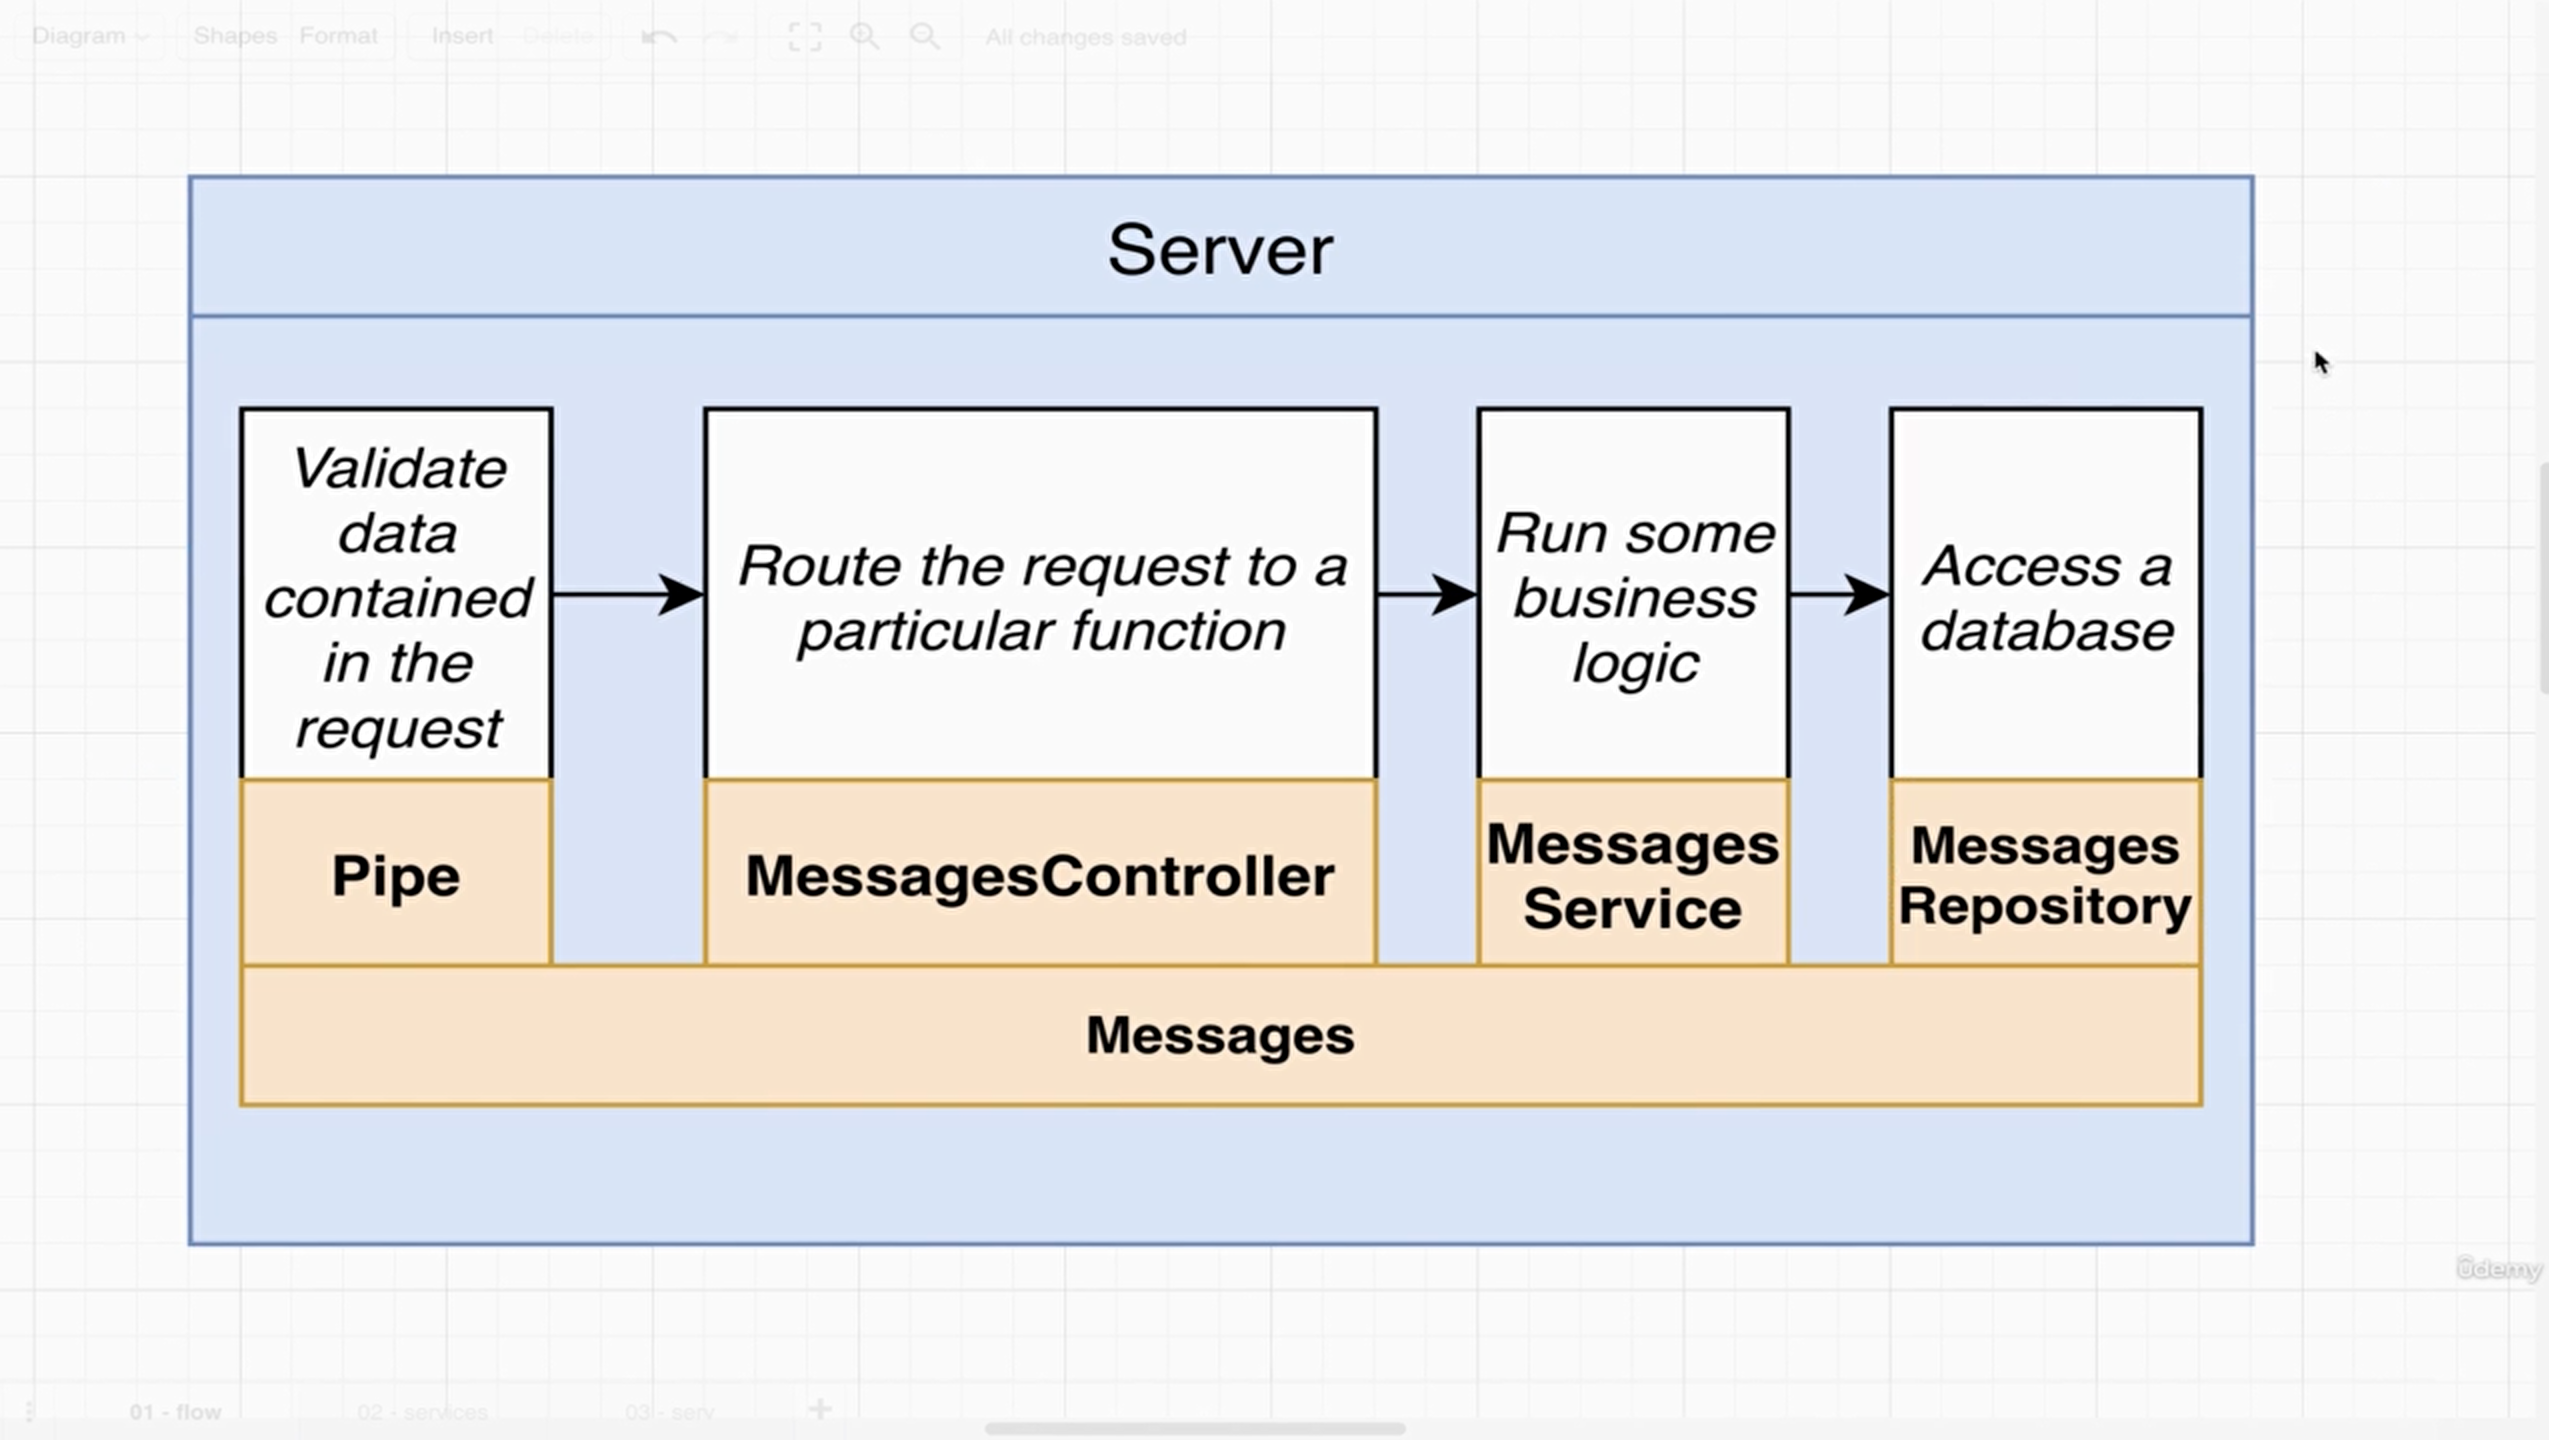 Diagram
Shapes Format
Insert Delete
All changes saved
Server
Validate
data
contained
in the
request
Route the request to a
particular function
Run some
business
logic
Access a
database
Pipe
MessagesController
Messages
Service
Messages
Repository
Messages
ûdemy
01 - flow
02 - services
03 - serv